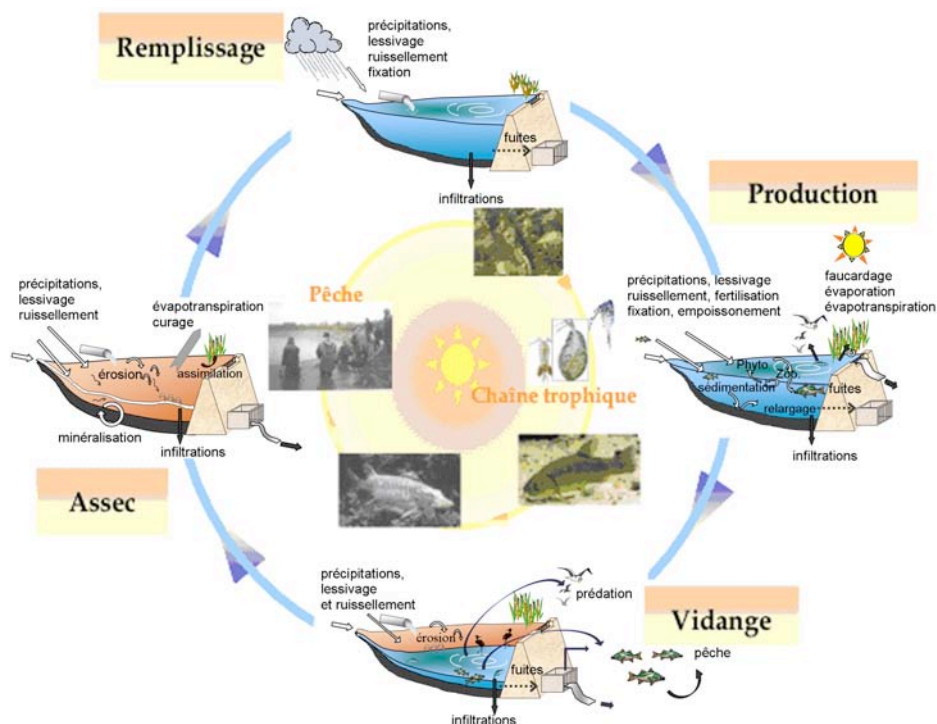 Remplissage
précipitations,
lessivage
ruissellement
fixation
fuites
infiltrations
Production
faucardage
évaporation
évapotranspiration
précipitations, lessivage
ruissellement, fertilisation
fixation, empoissonement
Phyto
Zoo
sédimentation
fuites
relargage
infiltrations
Vidange
précipitations,
lessivage
et ruissellement
prédation
érosion
pêche
fuites
infiltrations
Assec
précipitations,
lessivage
ruissellement
évapotranspiration
curage
érosion
assimilation
minéralisation
infiltrations
Pêche
Chaîne trophique